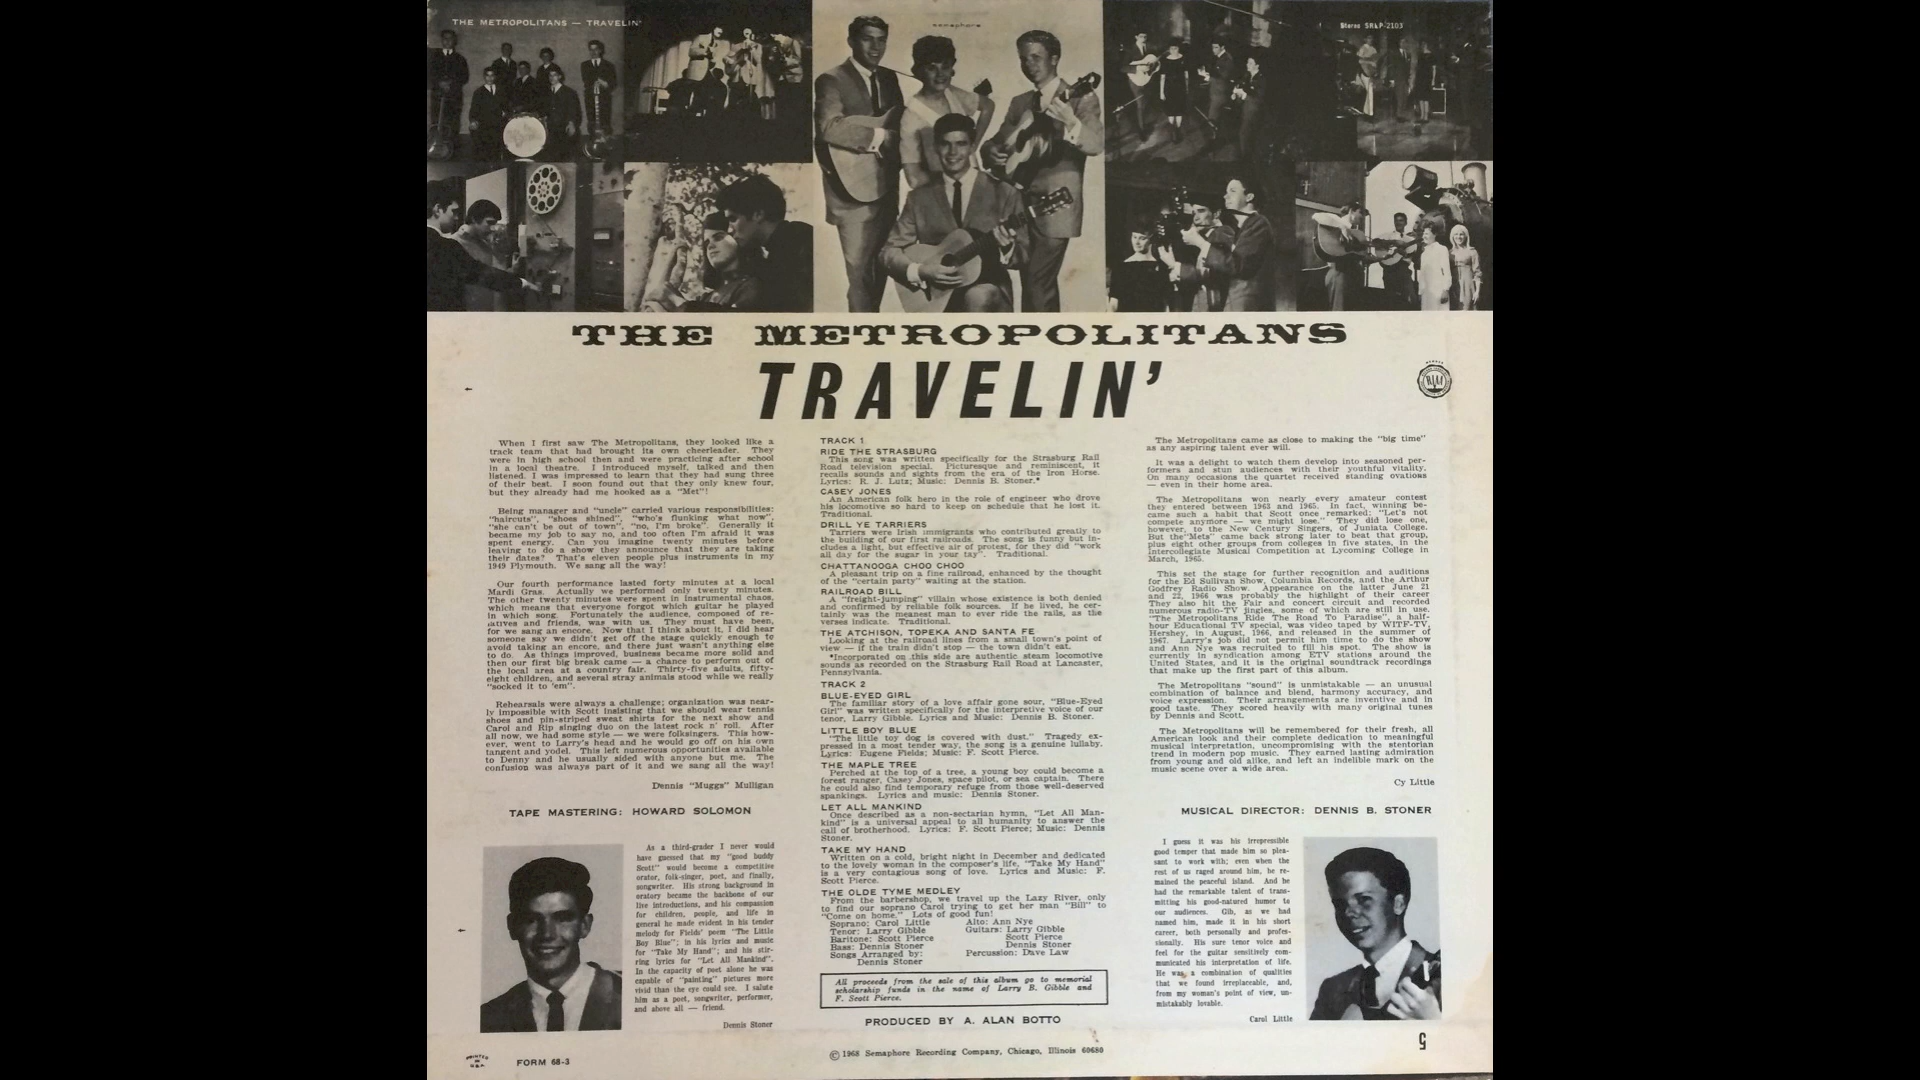 THE METROPOLITANS — TRAVELIN'
semaphore
Stereo SRLP-2103
THE METROPOLITANS
TRAVELIN'
When I first saw The Metropolitans, they looked like a
track team that had brought its own cheerleader. They
were in high school then and were practicing after school
in a local theatre. I introduced myself, talked and then
listened. I was impressed to learn that they had sung three
of their best. I soon found out that they only knew four,
but they already had me hooked as a "Met"!
Being manager and "uncle" carried various responsibilities:
"haircuts", "shoes shined", "who's flunking what now",
"she can't be out of town", "no, I'm broke". Generally it
became my job to say no, and too often I'm afraid it was
spent energy. Can you imagine twenty minutes before
leaving to do a show they announce that they are taking
their dates? That's eleven people plus instruments in my
1949 Plymouth. We sang all the way!
Our fourth performance lasted forty minutes at a local
Mardi Gras. Actually we performed only twenty minutes.
The other twenty minutes were spent in instrumental chaos,
which means that everyone forgot which guitar he played
in which song. Fortunately the audience, composed of re-
latives and friends, was with us. They must have been,
for we sang an encore. Now that I think about it, I did hear
someone say we didn't get off the stage quickly enough to
avoid taking an encore, and there just wasn't anything else
to do. As things improved, business became more solid and
then our first big break came — a chance to perform out of
the local area at a country fair. Thirty-five adults, fifty-
eight children, and several stray animals stood while we really
"socked it to 'em".
Rehearsals were always a challenge; organization was near-
ly impossible with Scott insisting that we should wear tennis
shoes and pin-striped sweat shirts for the next show and
Carol and Rip singing duo on the latest rock n' roll. After
all now, we had some style — we were folksingers. This how-
ever, went to Larry's head and he would go off on his own
tangent and yodel. This left numerous opportunities available
to Denny and he usually sided with anyone but me. The
confusion was always part of it and we sang all the way!
Dennis "Muggs" Mulligan
TAPE MASTERING: HOWARD SOLOMON
As a third-grader I never would
have guessed that my "good buddy
Scott" would become a competitive
orator, folk-singer, poet, and finally,
songwriter. His strong background in
oratory became the backbone of our
live introductions, and his compassion
for children, people, and life in
general he made evident in his tender
melody for Fields' poem "The Little
Boy Blue"; in his lyrics and music
for "Take My Hand"; and his stir-
ring lyrics for "Let All Mankind".
In the capacity of poet alone he was
capable of "painting" pictures more
vivid than the eye could see. I salute
him as a poet, songwriter, performer,
and above all — friend.
Dennis Stoner
PRINTED
IN
U.S.A.
FORM 68-3
TRACK 1
RIDE THE STRASBURG
This song was written specifically for the Strasburg Rail
Road television special. Picturesque and reminiscent, it
recalls sounds and sights from the era of the Iron Horse.
Lyrics: R. J. Lutz; Music: Dennis B. Stoner.*
CASEY JONES
An American folk hero in the role of engineer who drove
his locomotive so hard to keep on schedule that he lost it.
Traditional.
DRILL YE TARRIERS
Tarriers were Irish immigrants who contributed greatly to
the building of our first railroads. The song is funny but in-
cludes a light, but effective air of protest, for they did "work
all day for the sugar in your tay". Traditional.
CHATTANOOGA CHOO CHOO
A pleasant trip on a fine railroad, enhanced by the thought
of the "certain party" waiting at the station.
RAILROAD BILL
A "freight-jumping" villain whose existence is both denied
and confirmed by reliable folk sources. If he lived, he cer-
tainly was the meanest man to ever ride the rails, as the
verses indicate. Traditional.
THE ATCHISON, TOPEKA AND SANTA FE
Looking at the railroad lines from a small town's point of
view — if the train didn't stop — the town didn't eat.
*Incorporated on this side are authentic steam locomotive
sounds as recorded on the Strasburg Rail Road at Lancaster,
Pennsylvania.
TRACK 2
BLUE-EYED GIRL
The familiar story of a love affair gone sour, "Blue-Eyed
Girl" was written specifically for the interpretive voice of our
tenor, Larry Gibble. Lyrics and Music: Dennis B. Stoner.
LITTLE BOY BLUE
"The little toy dog is covered with dust." Tragedy ex-
pressed in a most tender way, the song is a genuine lullaby.
Lyrics: Eugene Fields; Music: F. Scott Pierce.
THE MAPLE TREE
Perched at the top of a tree, a young boy could become a
forest ranger, Casey Jones, space pilot, or sea captain. There
he could also find temporary refuge from those well-deserved
spankings. Lyrics and music: Dennis Stoner.
LET ALL MANKIND
Once described as a non-sectarian hymn, "Let All Man-
kind" is a universal appeal to all humanity to answer the
call of brotherhood. Lyrics: F. Scott Pierce; Music: Dennis
Stoner.
TAKE MY HAND
Written on a cold, bright night in December and dedicated
to the lovely woman in the composer's life, "Take My Hand"
is a very contagious song of love. Lyrics and Music: F.
Scott Pierce.
THE OLDE TYME MEDLEY
From the barbershop, we travel up the Lazy River, only
to find our soprano Carol trying to get her man "Bill" to
"Come on home." Lots of good fun!
Soprano: Carol Little Alto: Ann Nye
Tenor: Larry Gibble Guitars: Larry Gibble
Baritone: Scott Pierce Scott Pierce
Bass: Dennis Stoner Dennis Stoner
Songs Arranged by: Percussion: Dave Law
Dennis Stoner
All proceeds from the sale of this album go to memorial
scholarship funds in the name of Larry B. Gibble and
F. Scott Pierce.
PRODUCED BY A. ALAN BOTTO
© 1968 Semaphore Recording Company, Chicago, Illinois 60680
RIM
The Metropolitans came as close to making the "big time"
as any aspiring talent ever will.
It was a delight to watch them develop into seasoned per-
formers and stun audiences with their youthful vitality.
On many occasions the quartet received standing ovations
— even in their home area.
The Metropolitans won nearly every amateur contest
they entered between 1963 and 1965. In fact, winning be-
came such a habit that Scott once remarked: "Let's not
compete anymore — we might lose." They did lose one,
however, to the New Century Singers, of Juniata College.
But the "Mets" came back strong later to beat that group,
plus eight other groups from colleges in five states, in the
Intercollegiate Musical Competition at Lycoming College in
March, 1965.
This set the stage for further recognition and auditions
for the Ed Sullivan Show, Columbia Records, and the Arthur
Godfrey Radio Show. Appearance on the latter June 21
and 22, 1966 was probably the highlight of their career
They also hit the Fair and concert circuit and recorded
numerous radio-TV jingles, some of which are still in use.
"The Metropolitans Ride The Road To Paradise", a half-
hour Educational TV special, was video taped by WITF-TV,
Hershey, in August, 1966, and released in the summer of
1967. Larry's job did not permit him time to do the show
and Ann Nye was recruited to fill his spot. The show is
currently in syndication among ETV stations around the
United States, and it is the original soundtrack recordings
that make up the first part of this album.
The Metropolitans "sound" is unmistakable — an unusual
combination of balance and blend, harmony accuracy, and
voice expression. Their arrangements are inventive and in
good taste. They scored heavily with many original tunes
by Dennis and Scott.
The Metropolitans will be remembered for their fresh, all
American look and their complete dedication to meaningful
musical interpretation, uncompromising with the stentorian
trend in modern pop music. They earned lasting admiration
from young and old alike, and left an indelible mark on the
music scene over a wide area.
Cy Little
MUSICAL DIRECTOR: DENNIS B. STONER
I guess it was his irrepressible
good temper that made him so plea-
sant to work with; even when the
rest of us raged around him, he re-
mained the peaceful island. And he
had the remarkable talent of trans-
mitting his good-natured humor to
our audiences. Gib, as we had
named him, made it in his short
career, both personally and profes-
sionally. His sure tenor voice and
feel for the guitar sensitively com-
municated his interpretation of life.
He was a combination of qualities
that we found irreplaceable, and,
from my woman's point of view, un-
mistakably lovable.
Carol Little
5